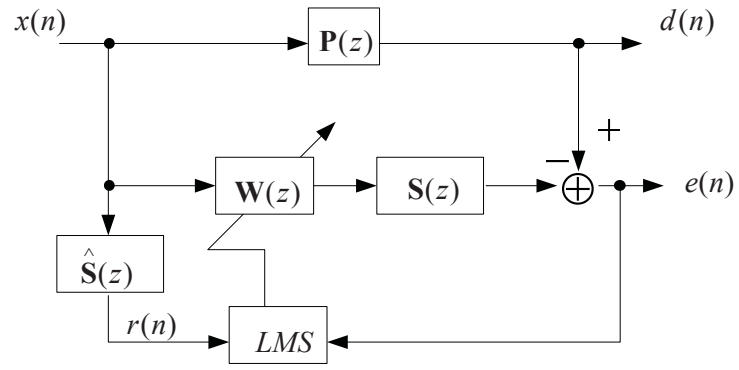 x(n)
P(z)
d(n)
+
−
W(z)
S(z)
+
e(n)
Ŝ(z)
r(n)
LMS